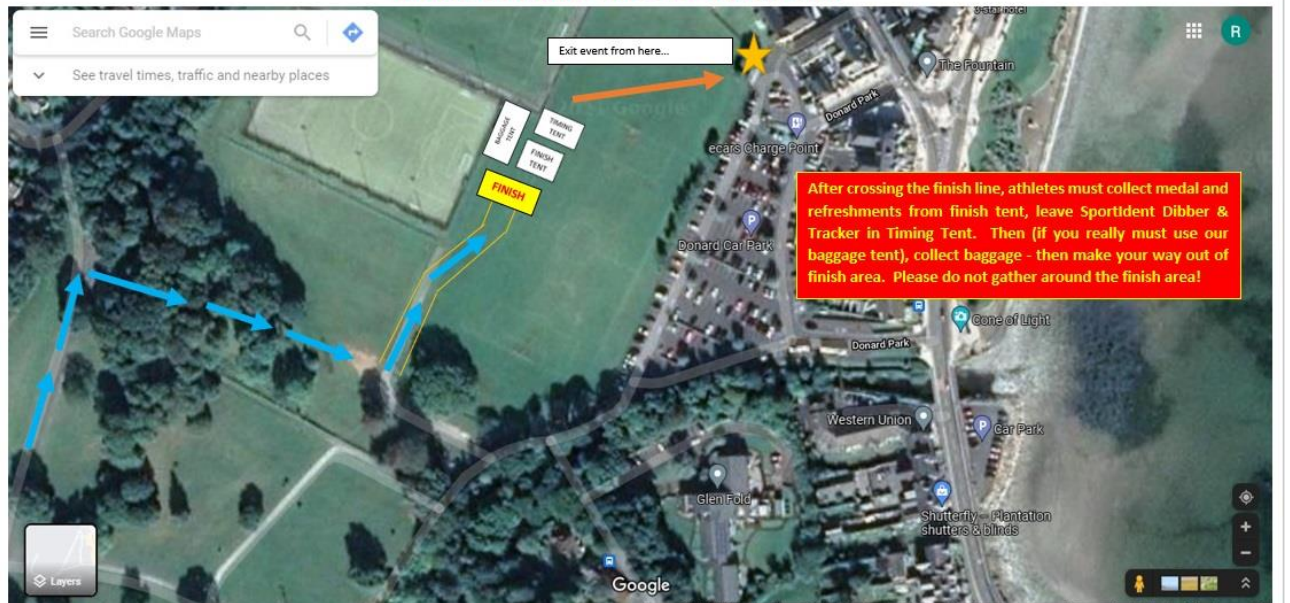 3-star hotel
Search Google Maps
R
Exit event from here...
The Fountain
See travel times, traffic and nearby places
Google
Donard Park
BAGGAGE
TENT
TIMING
TENT
FINISH
TENT
ecars Charge Point
FINISH
After crossing the finish line, athletes must collect medal and
refreshments from finish tent, leave SportIdent Dibber &
Tracker in Timing Tent. Then (if you really must use our
baggage tent), collect baggage - then make your way out of
finish area. Please do not gather around the finish area!
P
Donard Car Park
Cone of Light
Donard Park
Western Union
P
Car Park
Glen Fold
Shutterfly – Plantation
shutters & blinds
Layers
Google